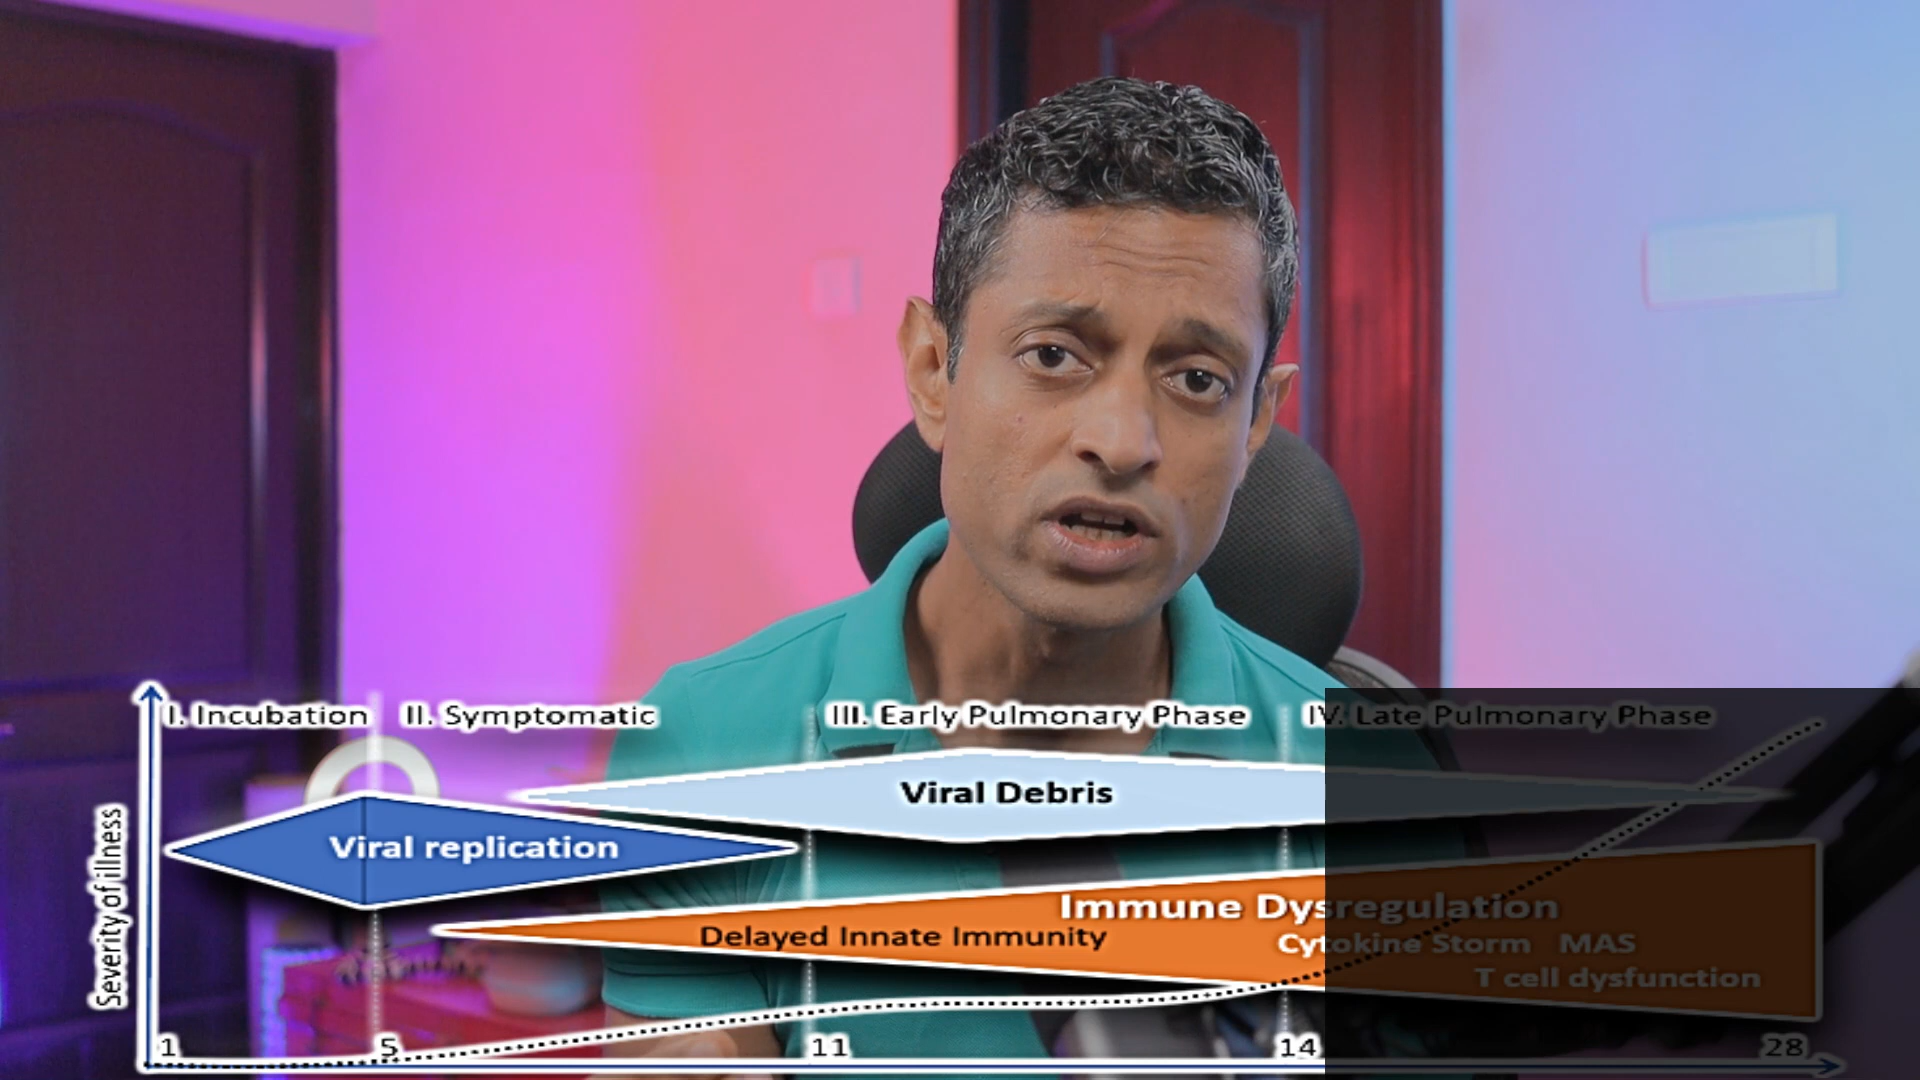 I. Incubation
II. Symptomatic
III. Early Pulmonary Phase
IV. Late Pulmonary Phase
Viral Debris
Viral replication
Severity of illness
Immune Dysregulation
Delayed Innate Immunity
Cytokine Storm MAS
T cell dysfunction
1 5 11 14 28